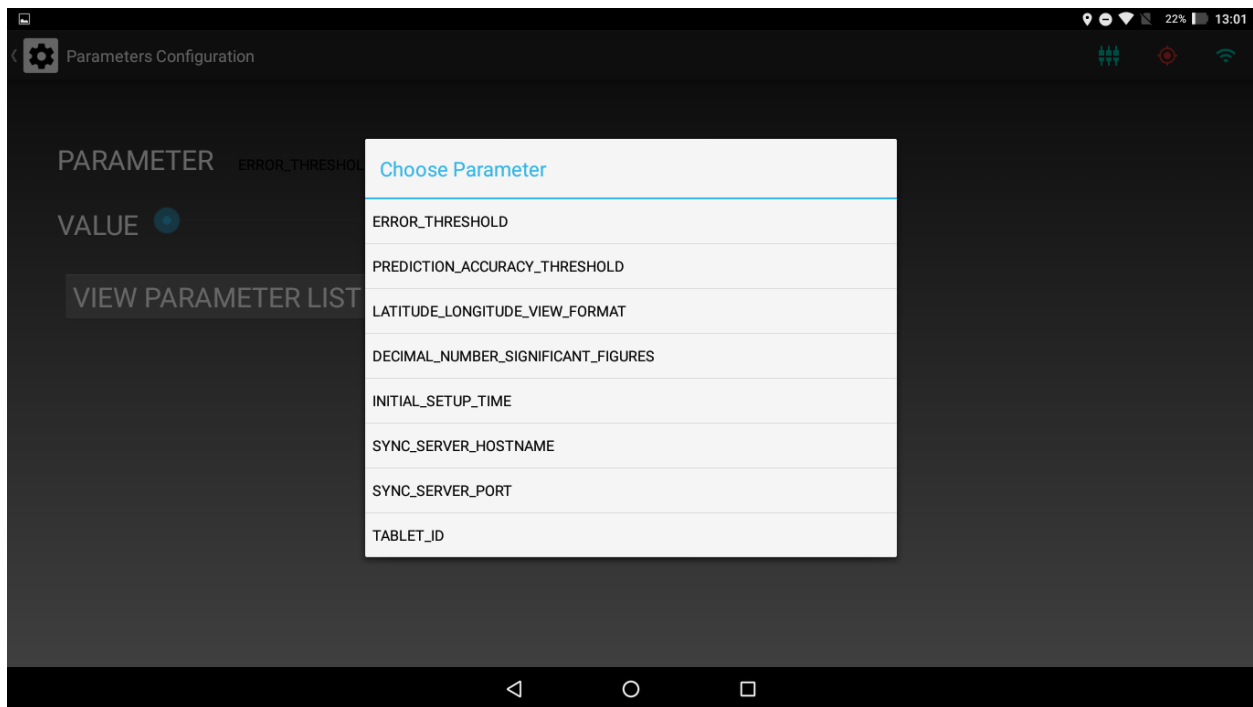 22% 13:01
Parameters Configuration
PARAMETER ERROR_THRESHOL
Choose Parameter
ERROR_THRESHOLD
VALUE
PREDICTION_ACCURACY_THRESHOLD
VIEW PARAMETER LIST
LATITUDE_LONGITUDE_VIEW_FORMAT
DECIMAL_NUMBER_SIGNIFICANT_FIGURES
INITIAL_SETUP_TIME
SYNC_SERVER_HOSTNAME
SYNC_SERVER_PORT
TABLET_ID